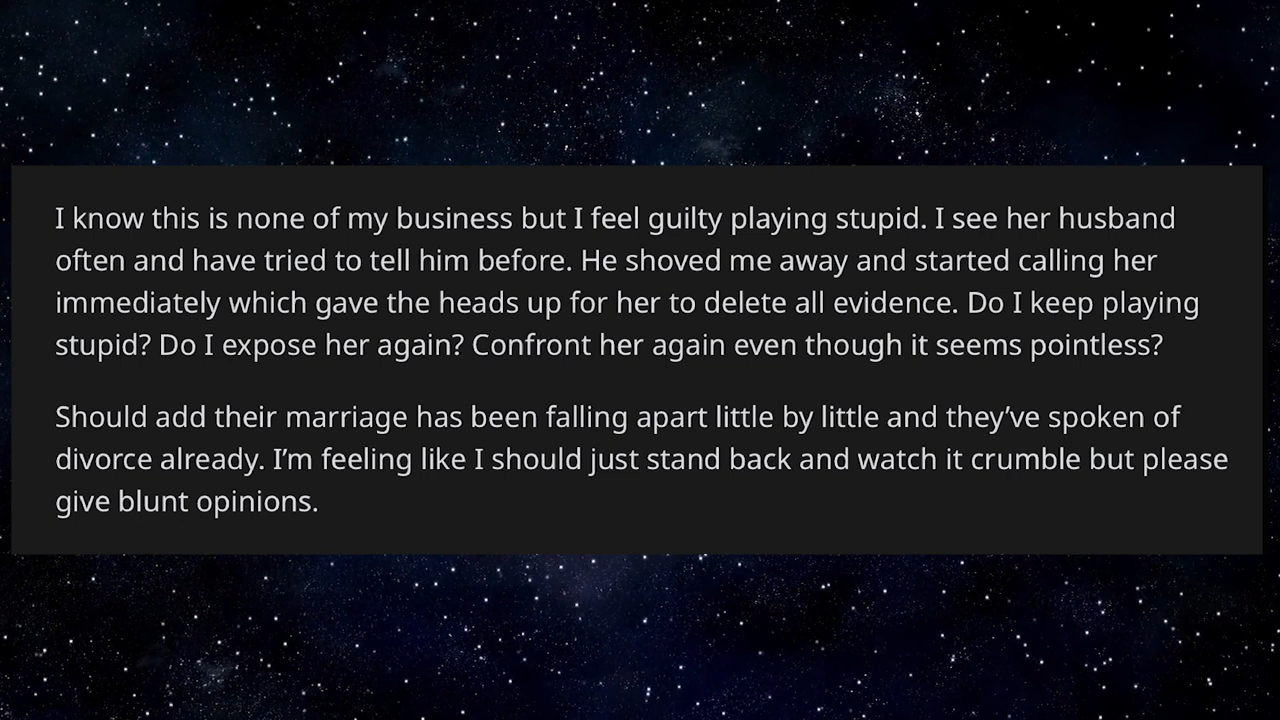 I know this is none of my business but I feel guilty playing stupid. I see her husband
often and have tried to tell him before. He shoved me away and started calling her
immediately which gave the heads up for her to delete all evidence. Do I keep playing
stupid? Do I expose her again? Confront her again even though it seems pointless?
Should add their marriage has been falling apart little by little and they’ve spoken of
divorce already. I’m feeling like I should just stand back and watch it crumble but please
give blunt opinions.